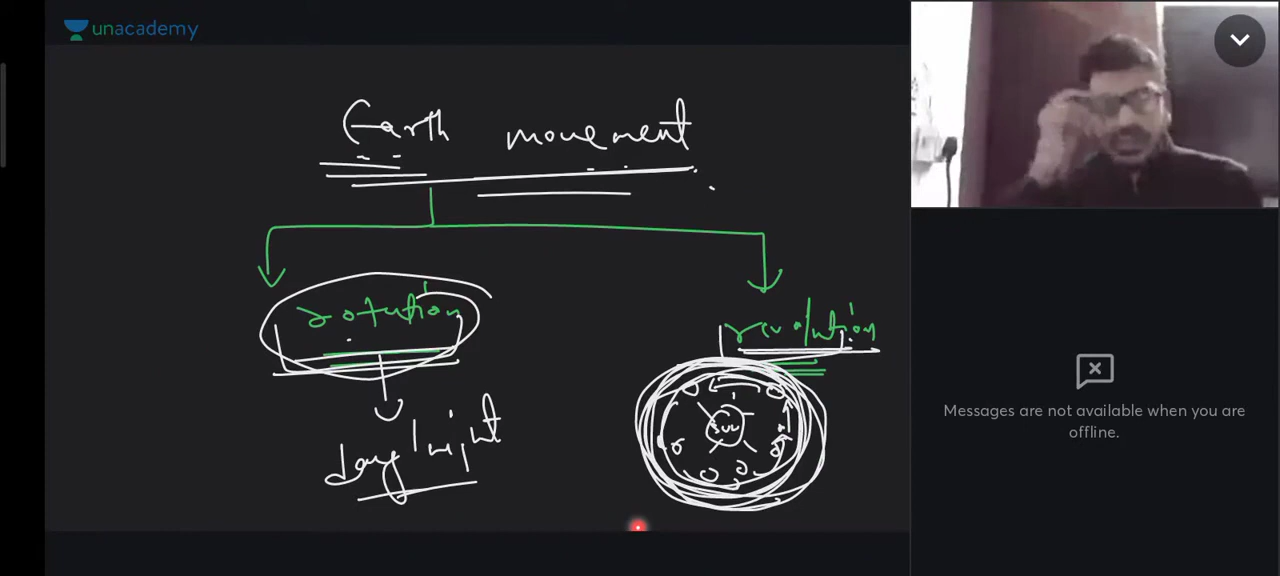 unacademy
Earth movement
rotation
revolution
sun
day/night
Messages are not available when you are
offline.